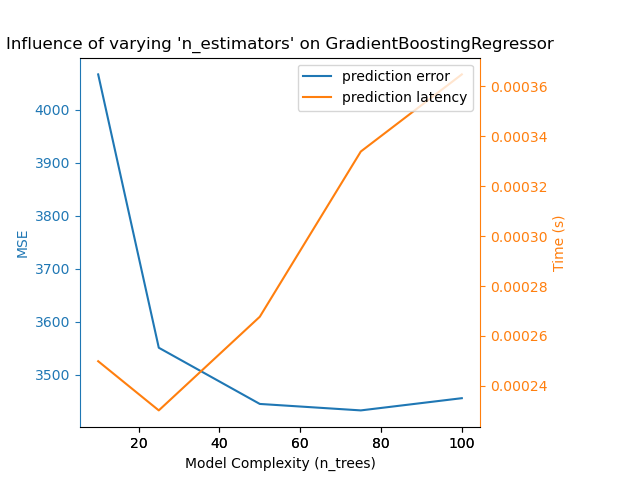 Influence of varying 'n_estimators' on GradientBoostingRegressor
prediction error
prediction latency
MSE
4000
3900
3800
3700
3600
3500
0.00036
0.00034
0.00032
0.00030
0.00028
0.00026
0.00024
Time (s)
20 40 60 80 100
Model Complexity (n_trees)